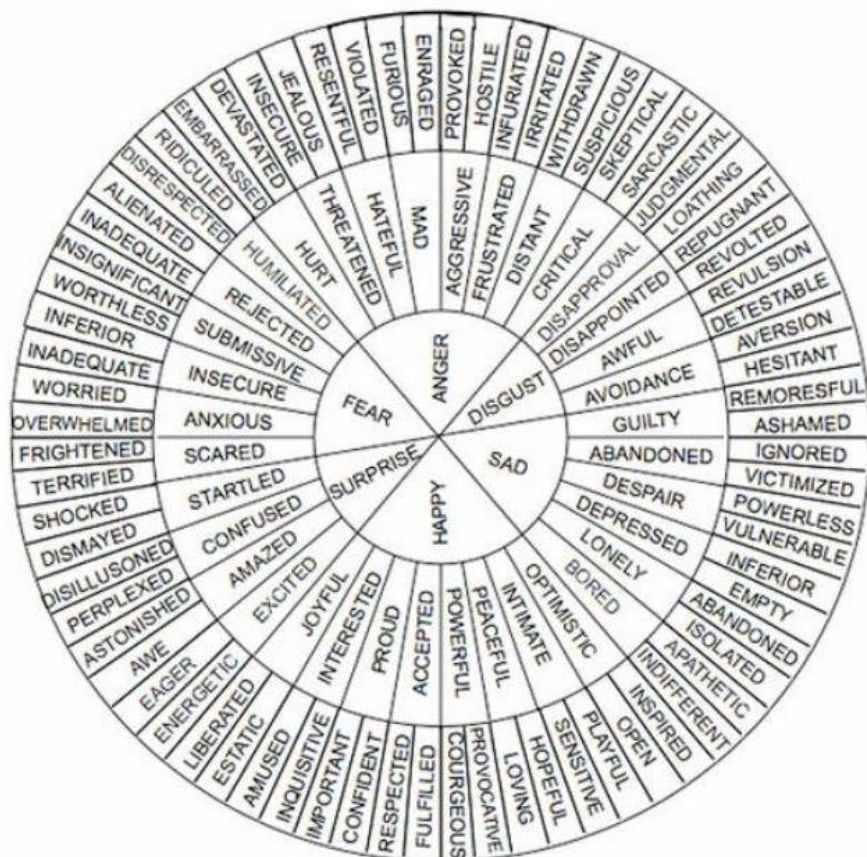 ANGER
DISGUST
SAD
HAPPY
SURPRISE
FEAR
MAD
AGGRESSIVE
FRUSTRATED
DISTANT
CRITICAL
DISAPPROVAL
DISAPPOINTED
AWFUL
AVOIDANCE
GUILTY
ABANDONED
DESPAIR
DEPRESSED
LONELY
BORED
OPTIMISTIC
INTIMATE
PEACEFUL
POWERFUL
ACCEPTED
PROUD
INTERESTED
JOYFUL
EXCITED
AMAZED
CONFUSED
STARTLED
SCARED
ANXIOUS
INSECURE
SUBMISSIVE
REJECTED
HUMILIATED
HURT
THREATENED
HATEFUL
ENRAGED
PROVOKED
HOSTILE
INFURIATED
IRRITATED
WITHDRAWN
SUSPICIOUS
SKEPTICAL
SARCASTIC
JUDGMENTAL
LOATHING
REPUGNANT
REVOLTED
REVULSION
DETESTABLE
AVERSION
HESITANT
REMORESFUL
ASHAMED
IGNORED
VICTIMIZED
POWERLESS
VULNERABLE
INFERIOR
EMPTY
ABANDONED
ISOLATED
APATHETIC
INDIFFERENT
INSPIRED
OPEN
PLAYFUL
SENSITIVE
HOPEFUL
LOVING
PROVOCATIVE
COURGEOUS
FULFILLED
RESPECTED
CONFIDENT
IMPORTANT
INQUISITIVE
AMUSED
ESTATIC
LIBERATED
ENERGETIC
EAGER
AWE
ASTONISHED
PERPLEXED
DISILLUSONED
DISMAYED
SHOCKED
TERRIFIED
FRIGHTENED
OVERWHELMED
WORRIED
INADEQUATE
INFERIOR
WORTHLESS
INSIGNIFICANT
INADEQUATE
ALIENATED
DISRESPECTED
RIDICULED
EMBARRASSED
DEVASTATED
INSECURE
JEALOUS
RESENTFUL
VIOLATED
FURIOUS